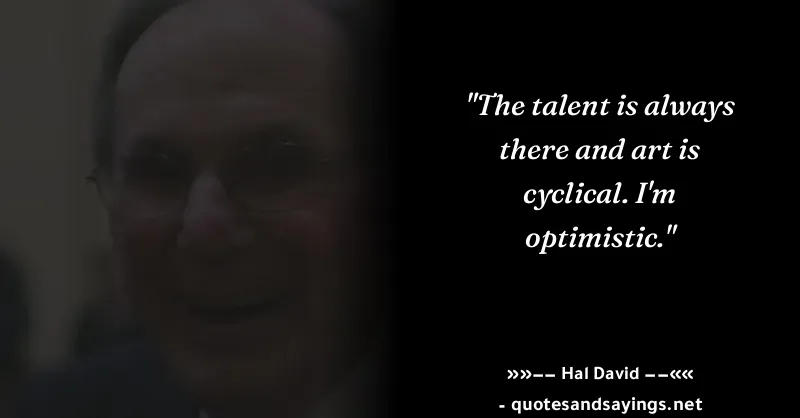 "The talent is always
there and art is
cyclical. I'm
optimistic."
»»–– Hal David ––««
- quotesandsayings.net